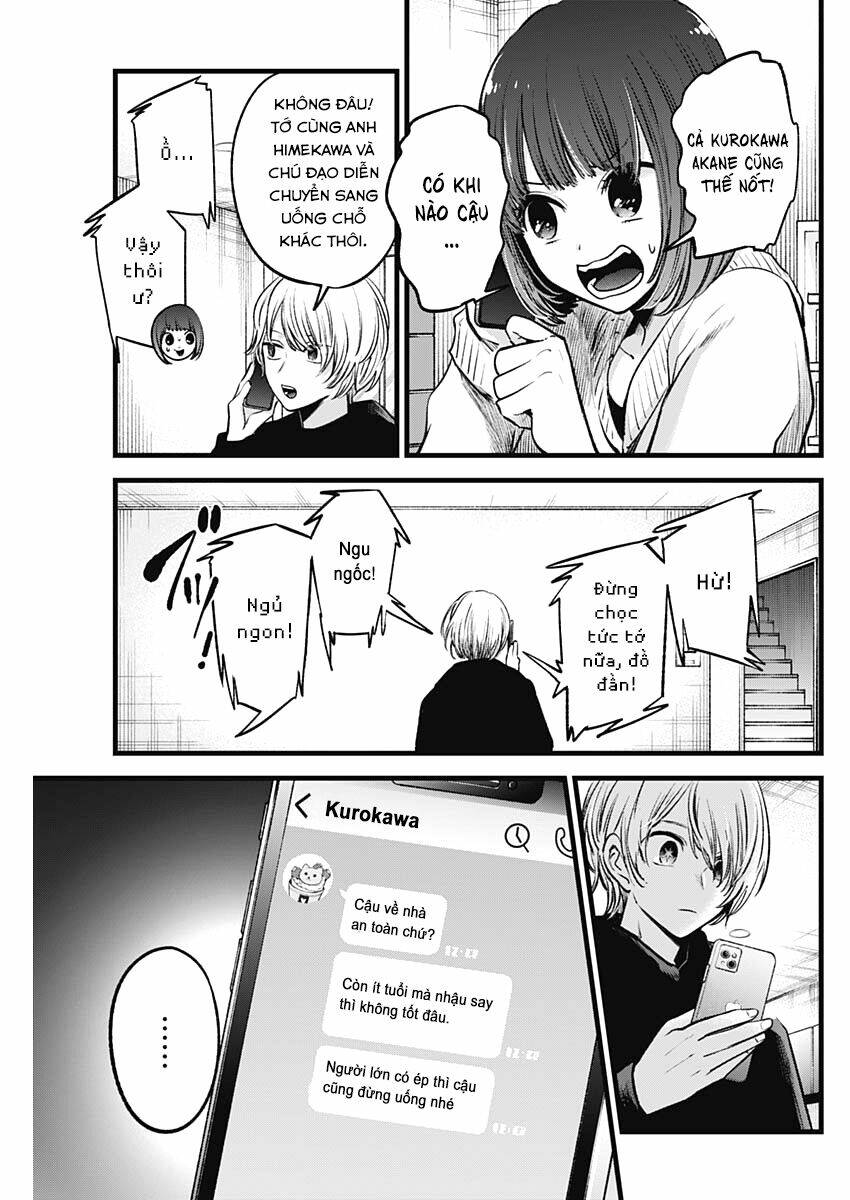 CẢ KUROKAWA
AKANE CŨNG
THẾ NỐT!
CÓ KHI
NÀO CẬU
...
KHÔNG ĐÂU!
TỚ CÙNG ANH
HIMEKAWA VÀ
CHÚ ĐẠO DIỄN
CHUYỂN SANG
UỐNG CHỖ
KHÁC THÔI.
Ồ...
Vậy
thôi
ư?
Hừ!
Đừng
chọc
tức tớ
nữa, đồ
đần!
Ngu
ngốc!
Ngủ
ngon!
Kurokawa
Cậu về nhà
an toàn chứ?
Còn ít tuổi mà nhậu say
thì không tốt đâu.
Người lớn có ép thì cậu
cũng đừng uống nhé
......